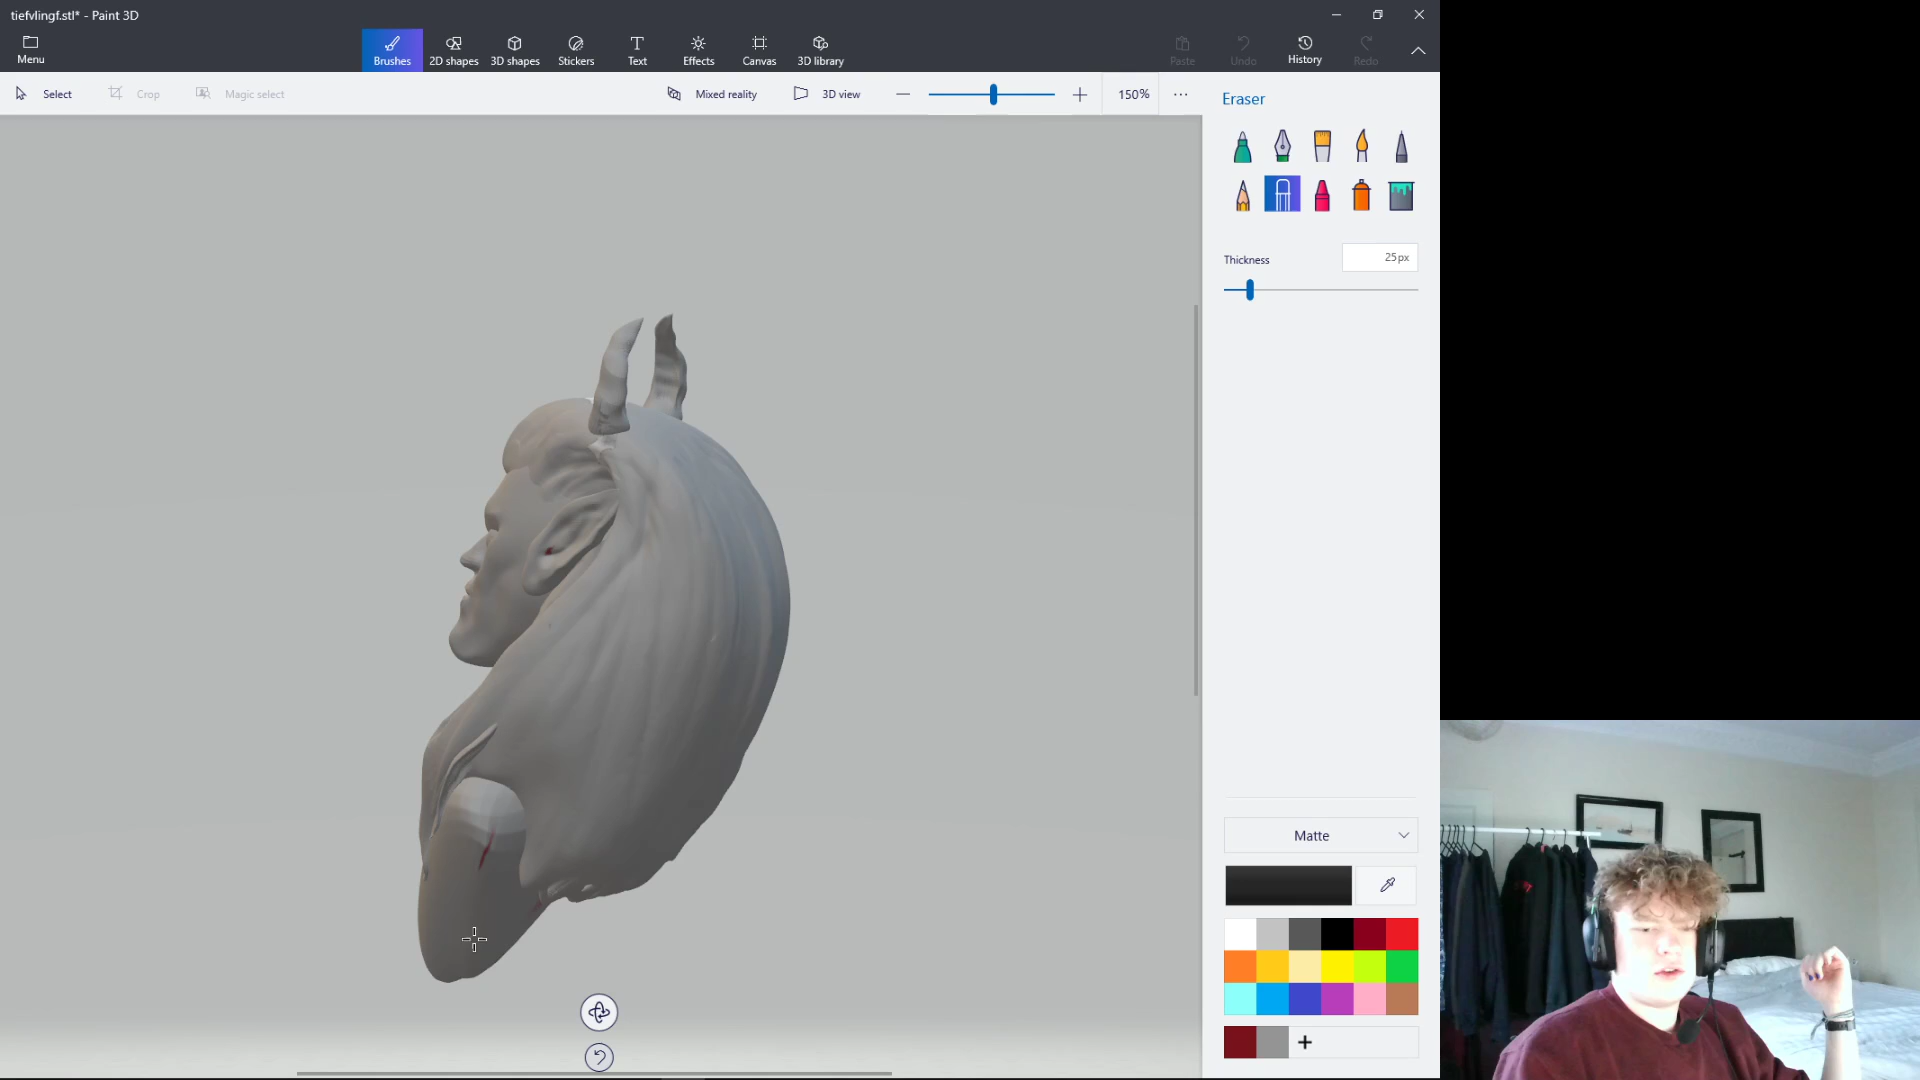 tiefvlingf.stl* - Paint 3D
Menu
Brushes
2D shapes
3D shapes
Stickers
Text
Effects
Canvas
3D library
Paste
Undo
History
Redo
Select
Crop
Magic select
Mixed reality
3D view
150%
Eraser
Thickness
25px
Matte